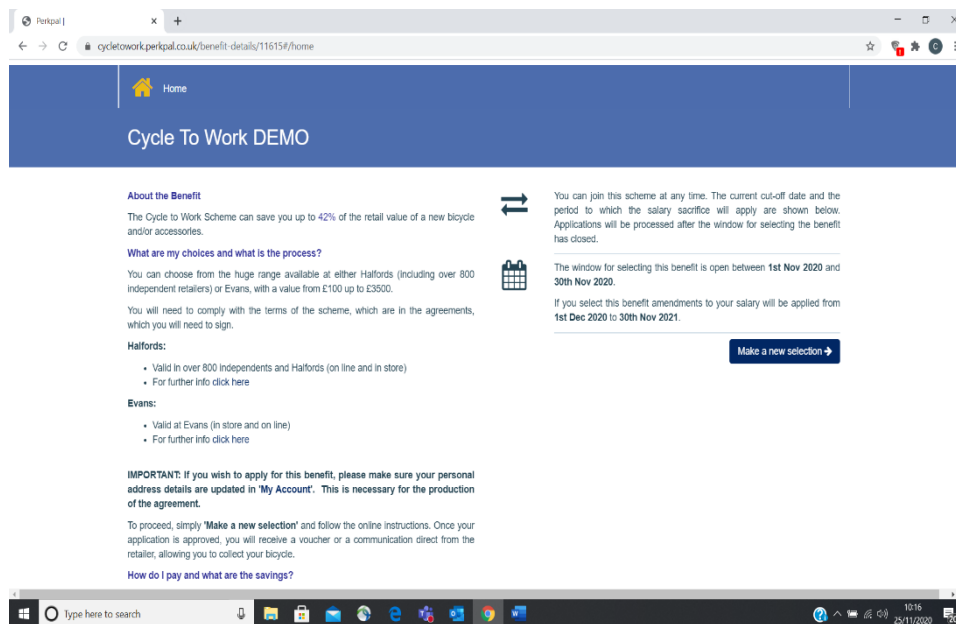 Perkpal |
cycletowork.perkpal.co.uk/benefit-details/11615#/home
C
Home
Cycle To Work DEMO
About the Benefit
The Cycle to Work Scheme can save you up to 42% of the retail value of a new bicycle
and/or accessories.
What are my choices and what is the process?
You can choose from the huge range available at either Halfords (including over 800
independent retailers) or Evans, with a value from £100 up to £3500.
You will need to comply with the terms of the scheme, which are in the agreements,
which you will need to sign.
Halfords:
• Valid in over 800 independents and Halfords (on line and in store)
• For further info click here
Evans:
• Valid at Evans (in store and on line)
• For further info click here
IMPORTANT: If you wish to apply for this benefit, please make sure your personal
address details are updated in 'My Account'. This is necessary for the production
of the agreement.
To proceed, simply 'Make a new selection' and follow the online instructions. Once your
application is approved, you will receive a voucher or a communication direct from the
retailer, allowing you to collect your bicycle.
How do I pay and what are the savings?
You can join this scheme at any time. The current cut-off date and the
period to which the salary sacrifice will apply are shown below.
Applications will be processed after the window for selecting the benefit
has closed.
The window for selecting this benefit is open between 1st Nov 2020 and
30th Nov 2020.
If you select this benefit amendments to your salary will be applied from
1st Dec 2020 to 30th Nov 2021.
Make a new selection
Type here to search
10:16
25/11/2020
20